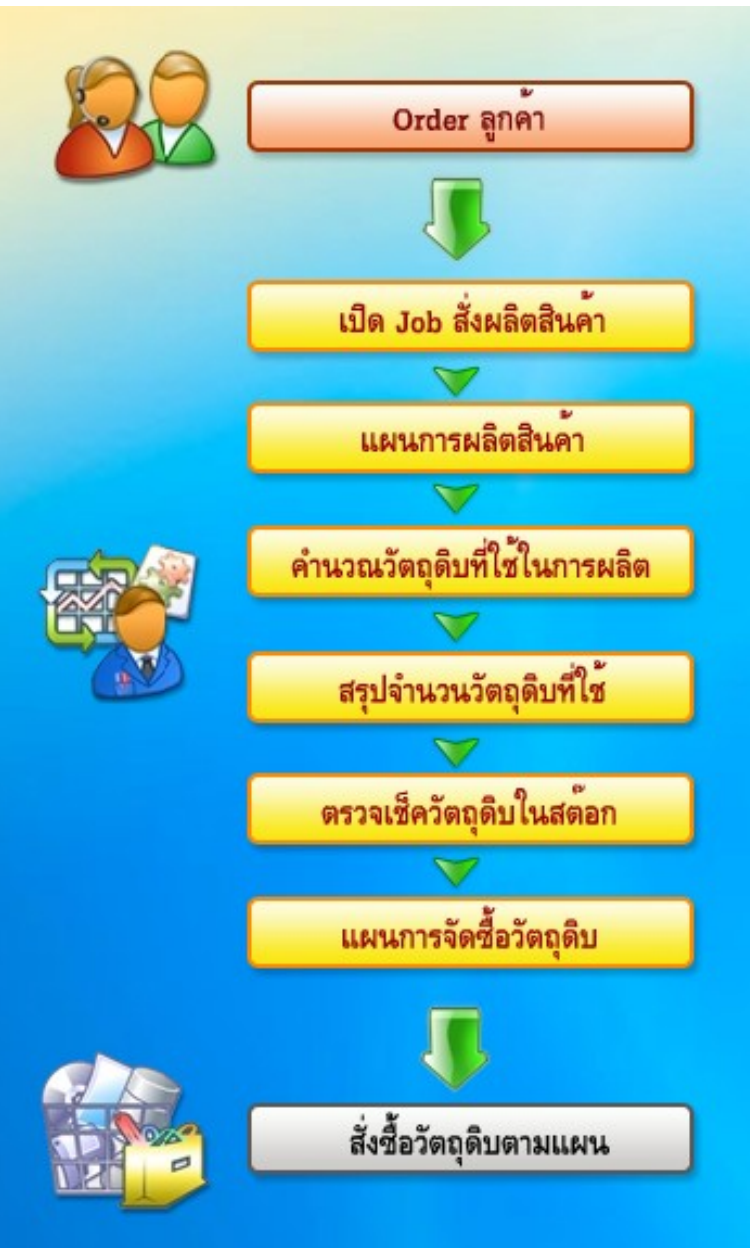 Order ลูกค้า
เปิด Job สั่งผลิตสินค้า
แผนการผลิตสินค้า
คำนวณวัตถุดิบที่ใช้ในการผลิต
สรุปจำนวนวัตถุดิบที่ใช้
ตรวจเช็ควัตถุดิบในสต๊อก
แผนการจัดซื้อวัตถุดิบ
สั่งซื้อวัตถุดิบตามแผน